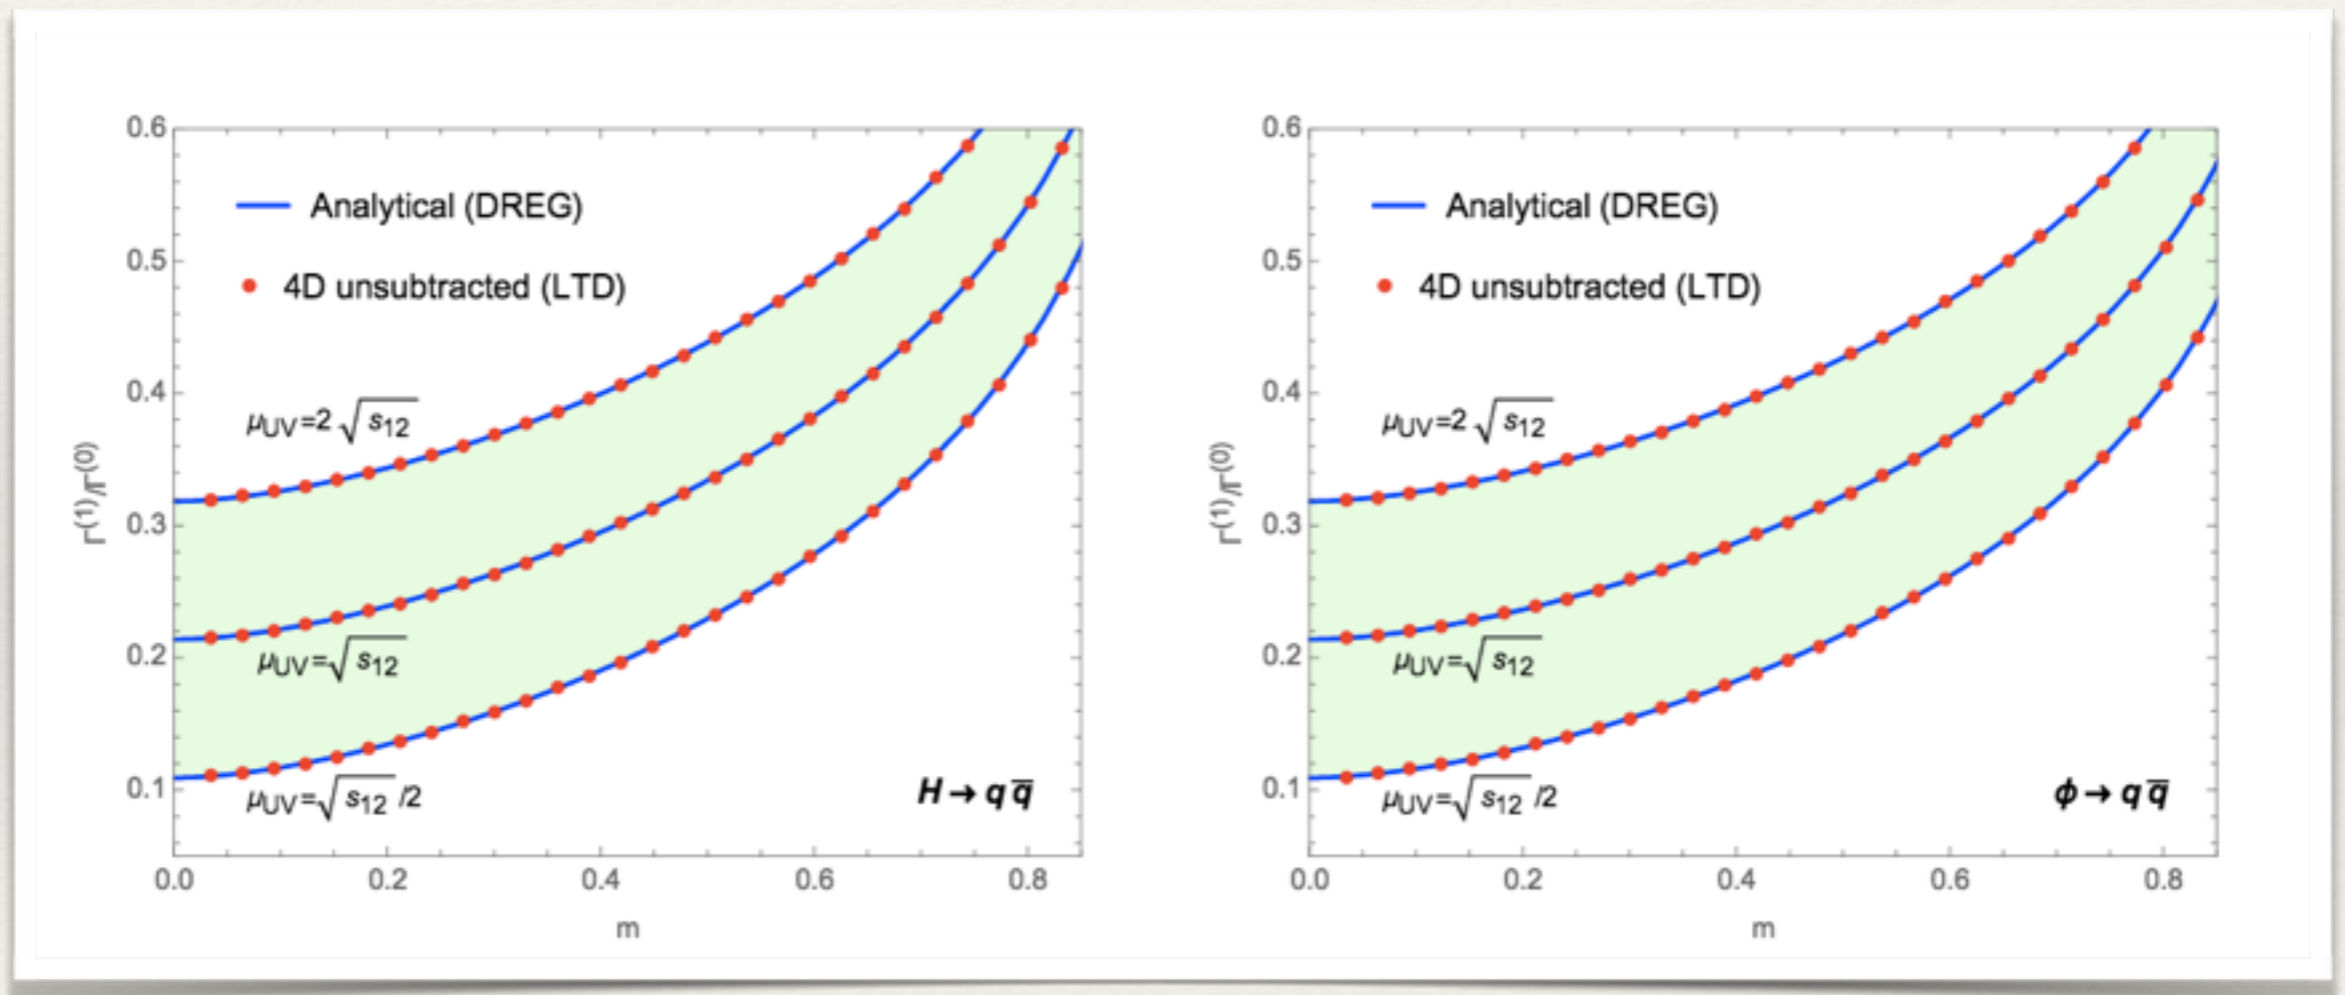 0.6
0.5
0.4
0.3
0.2
0.1
Γ(1)/Γ(0)
Analytical (DREG)
4D unsubtracted (LTD)
μUV=2√s12
μUV=√s12
μUV=√s12/2
H→q q̅
0.0 0.2 0.4 0.6 0.8
m
0.6
0.5
0.4
0.3
0.2
0.1
Γ(1)/Γ(0)
Analytical (DREG)
4D unsubtracted (LTD)
μUV=2√s12
μUV=√s12
μUV=√s12/2
ϕ→q q̅
0.0 0.2 0.4 0.6 0.8
m